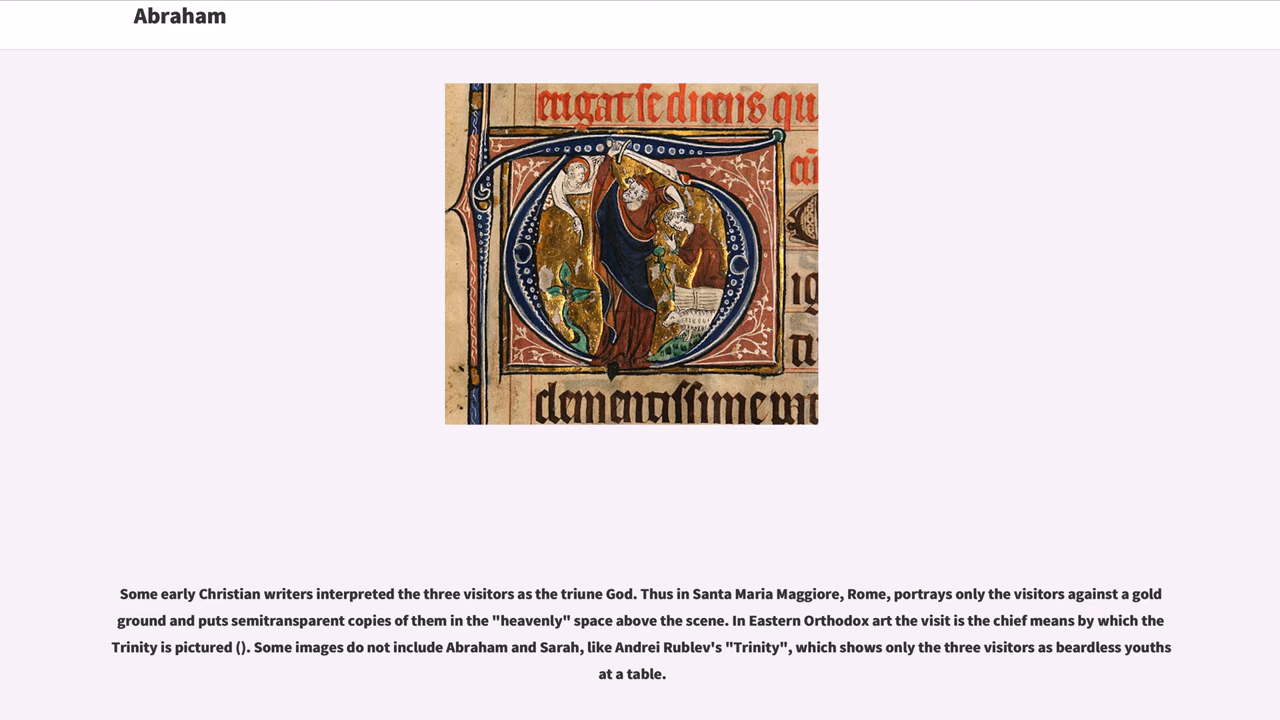 Abraham
erigat se dicens qu
clementissime pat
Some early Christian writers interpreted the three visitors as the triune God. Thus in Santa Maria Maggiore, Rome, portrays only the visitors against a gold
ground and puts semitransparent copies of them in the "heavenly" space above the scene. In Eastern Orthodox art the visit is the chief means by which the
Trinity is pictured (). Some images do not include Abraham and Sarah, like Andrei Rublev's "Trinity", which shows only the three visitors as beardless youths
at a table.